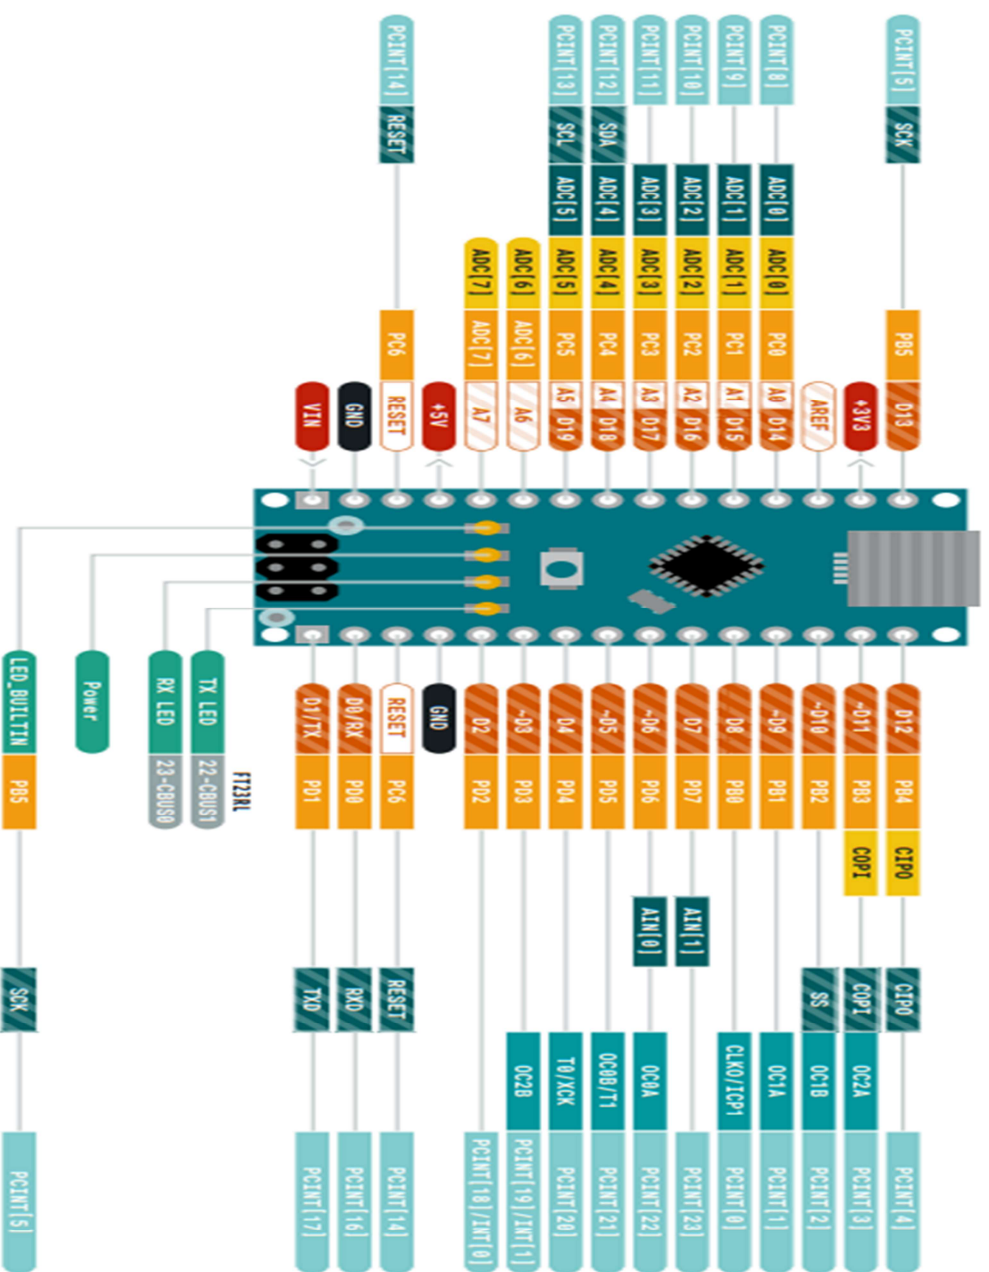 PCINT[5] SCK PB5 D13 D12 PB4 CIPO CIPO PCINT[4]
+3V3 ~D11 PB3 COPI COPI OC2A PCINT[3]
AREF ~D10 PB2 SS OC1B PCINT[2]
PCINT[8] ADC[0] ADC[0] PC0 A0 D14 ~D9 PB1 OC1A PCINT[1]
PCINT[9] ADC[1] ADC[1] PC1 A1 D15 D8 PB0 CLKO/ICP1 PCINT[0]
PCINT[10] ADC[2] ADC[2] PC2 A2 D16 D7 PD7 AIN[1] PCINT[23]
PCINT[11] ADC[3] ADC[3] PC3 A3 D17 ~D6 PD6 AIN[0] OC0A PCINT[22]
PCINT[12] SDA ADC[4] ADC[4] PC4 A4 D18 ~D5 PD5 OC0B/T1 PCINT[21]
PCINT[13] SCL ADC[5] ADC[5] PC5 A5 D19 D4 PD4 T0/XCK PCINT[20]
ADC[6] ADC[6] A6 ~D3 PD3 OC2B PCINT[19]/INT[1]
ADC[7] ADC[7] A7 D2 PD2 PCINT[18]/INT[0]
+5V GND
PCINT[14] RESET PC6 RESET RESET PC6 RESET PCINT[14]
GND D0/RX PD0 RXD PCINT[16]
VIN D1/TX PD1 TXD PCINT[17]
FT23RL
TX LED 22-CBUS1
RX LED 23-CBUS0
Power
LED_BUILTIN PB5 SCK PCINT[5]